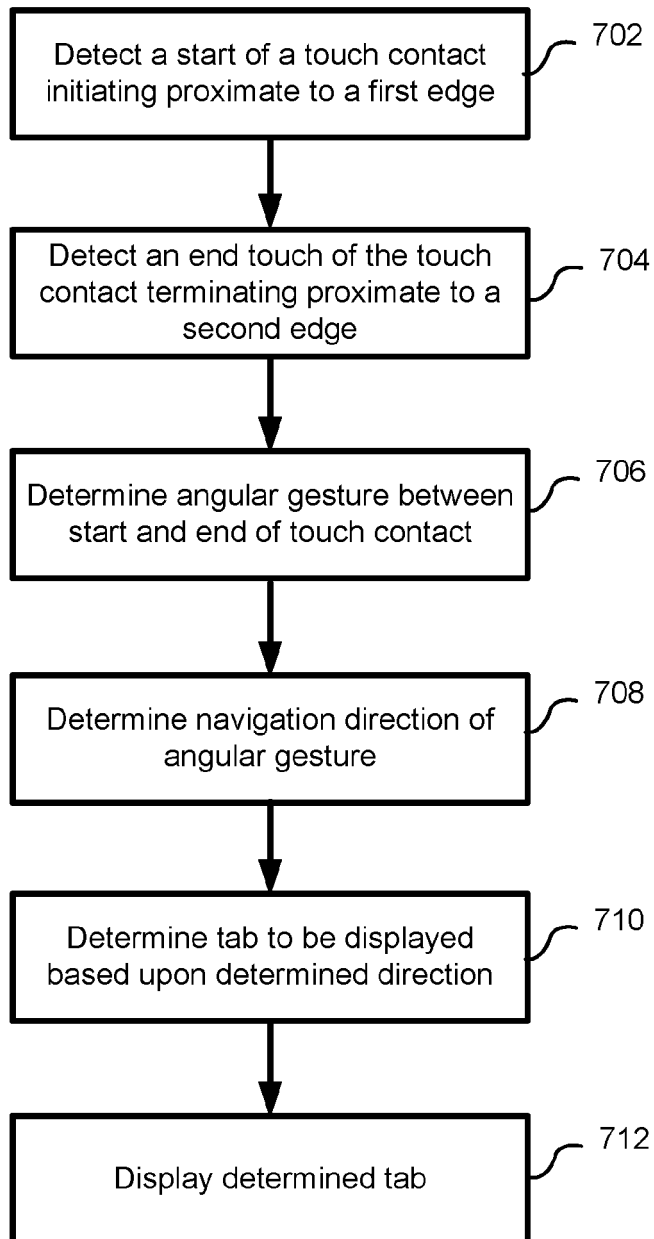 Detect a start of a touch contact
initiating proximate to a first edge
702
Detect an end touch of the touch
contact terminating proximate to a
second edge
704
Determine angular gesture between
start and end of touch contact
706
Determine navigation direction of
angular gesture
708
Determine tab to be displayed
based upon determined direction
710
Display determined tab
712